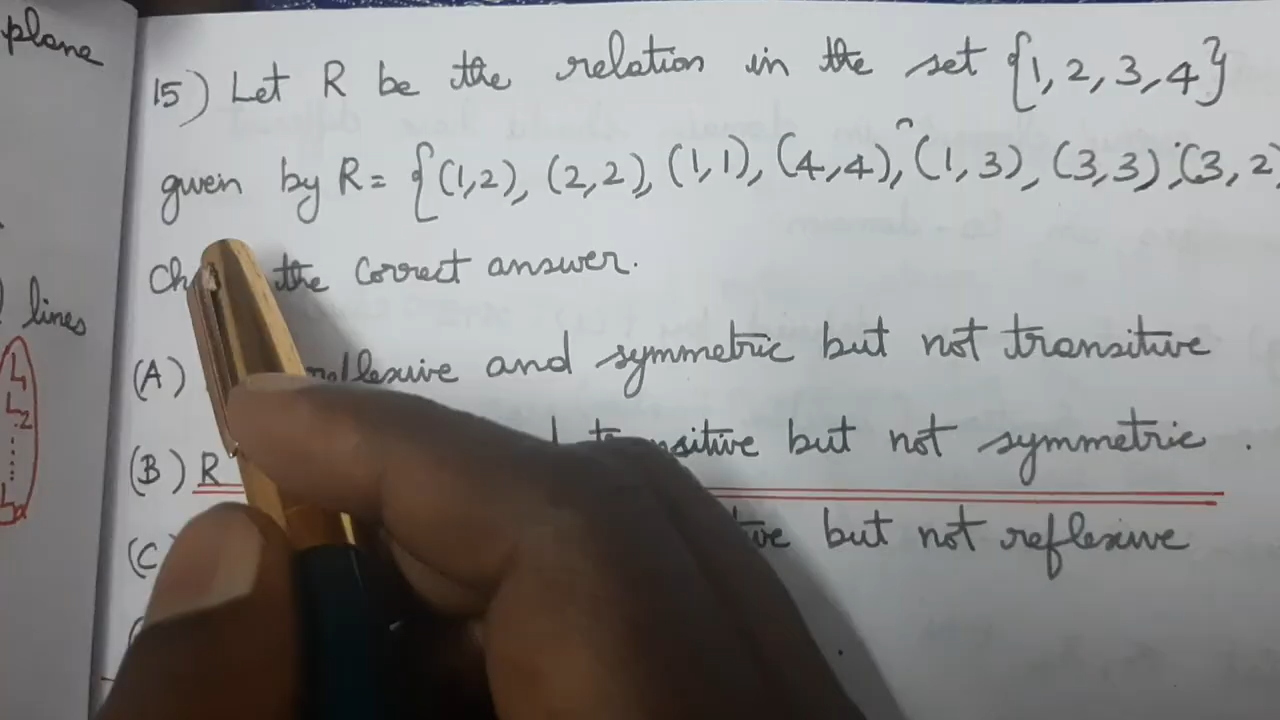 plane
15) Let R be the relation in the set {1, 2, 3, 4}
given by R = {(1,2), (2,2), (1,1), (4,4), (1,3), (3,3), (3,2)
the correct answer.
lines
(A) and symmetric but not transitive
L2
(B) R but not symmetric.
(C) but not reflexive